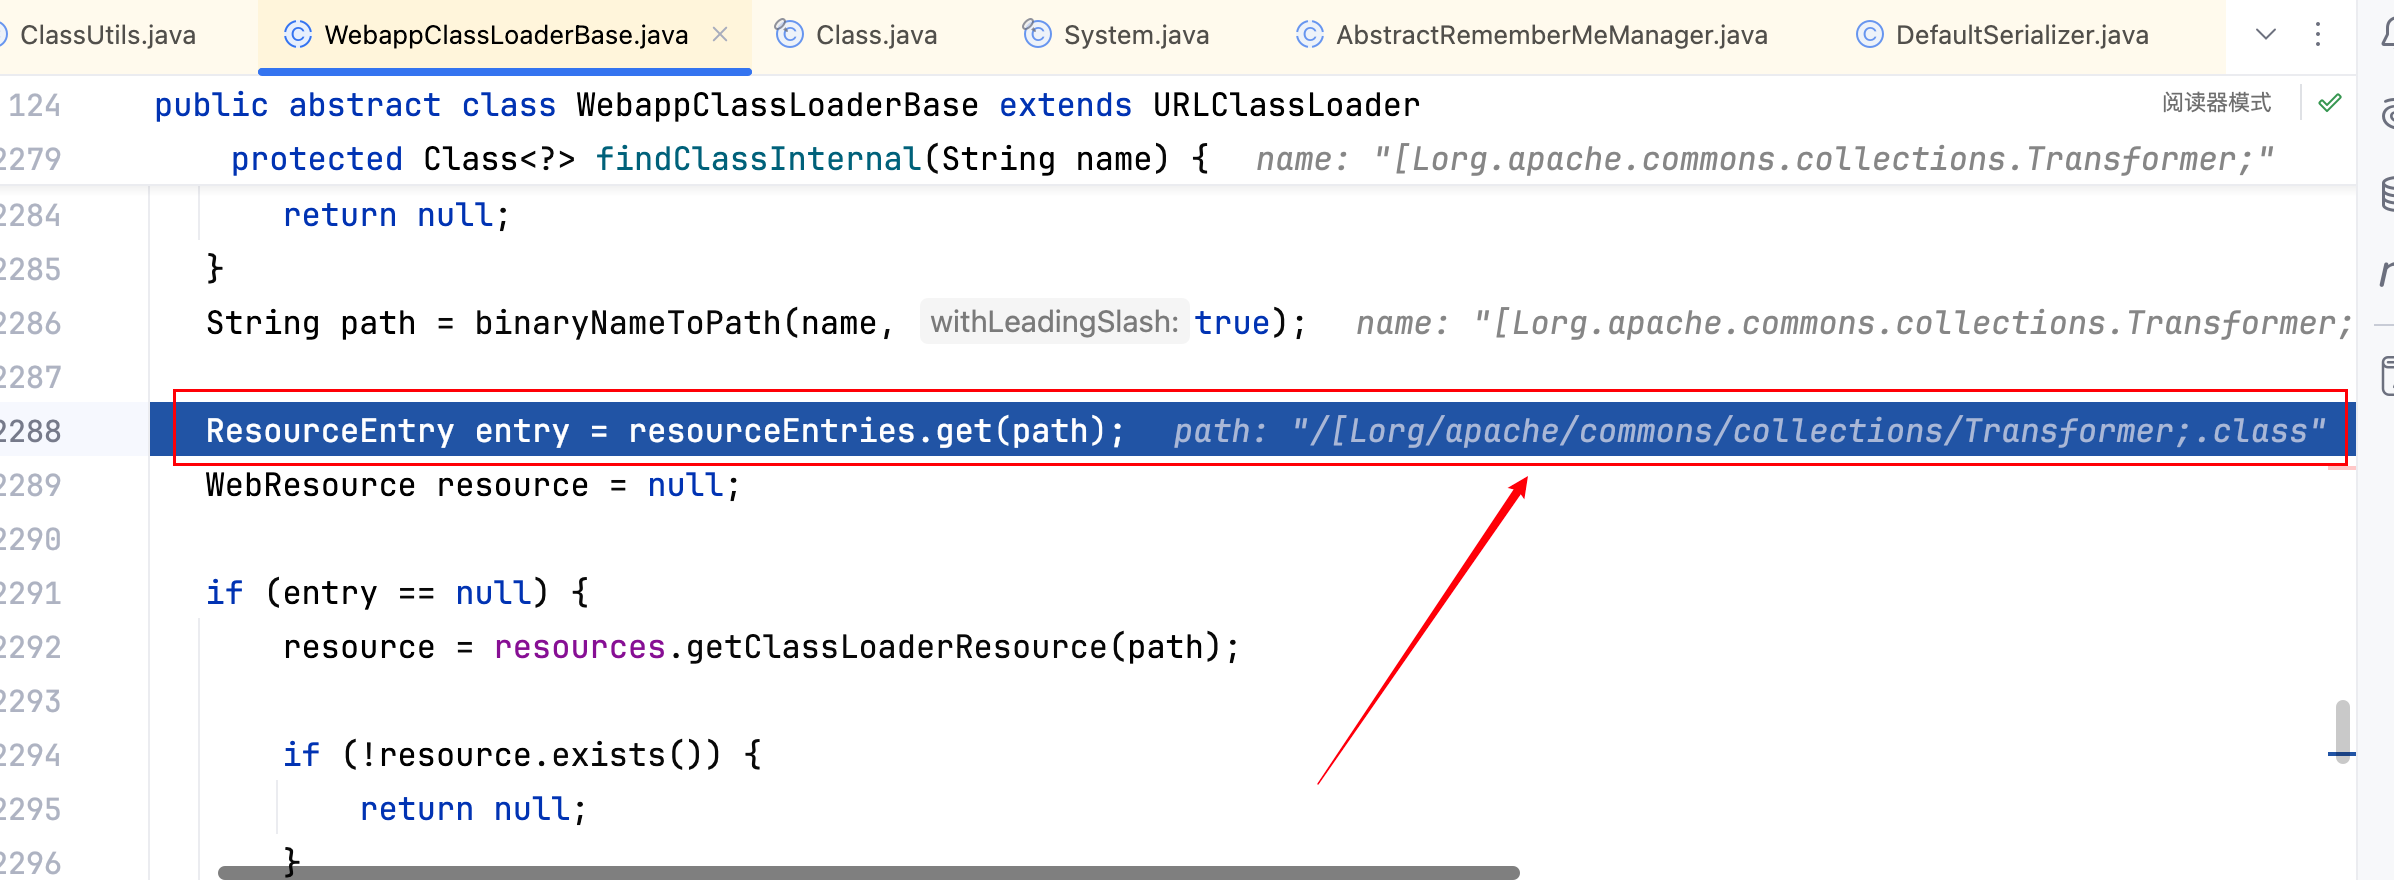 ClassUtils.java WebappClassLoaderBase.java Class.java System.java AbstractRememberMeManager.java DefaultSerializer.java
124 public abstract class WebappClassLoaderBase extends URLClassLoader 阅读器模式
2279 protected Class<?> findClassInternal(String name) { name: "[Lorg.apache.commons.collections.Transformer;"
2284 return null;
2285 }
2286 String path = binaryNameToPath(name, withLeadingSlash: true); name: "[Lorg.apache.commons.collections.Transformer;
2287
2288 ResourceEntry entry = resourceEntries.get(path); path: "/[Lorg/apache/commons/collections/Transformer;.class"
2289 WebResource resource = null;
2290
2291 if (entry == null) {
2292 resource = resources.getClassLoaderResource(path);
2293
2294 if (!resource.exists()) {
2295 return null;
2296 }